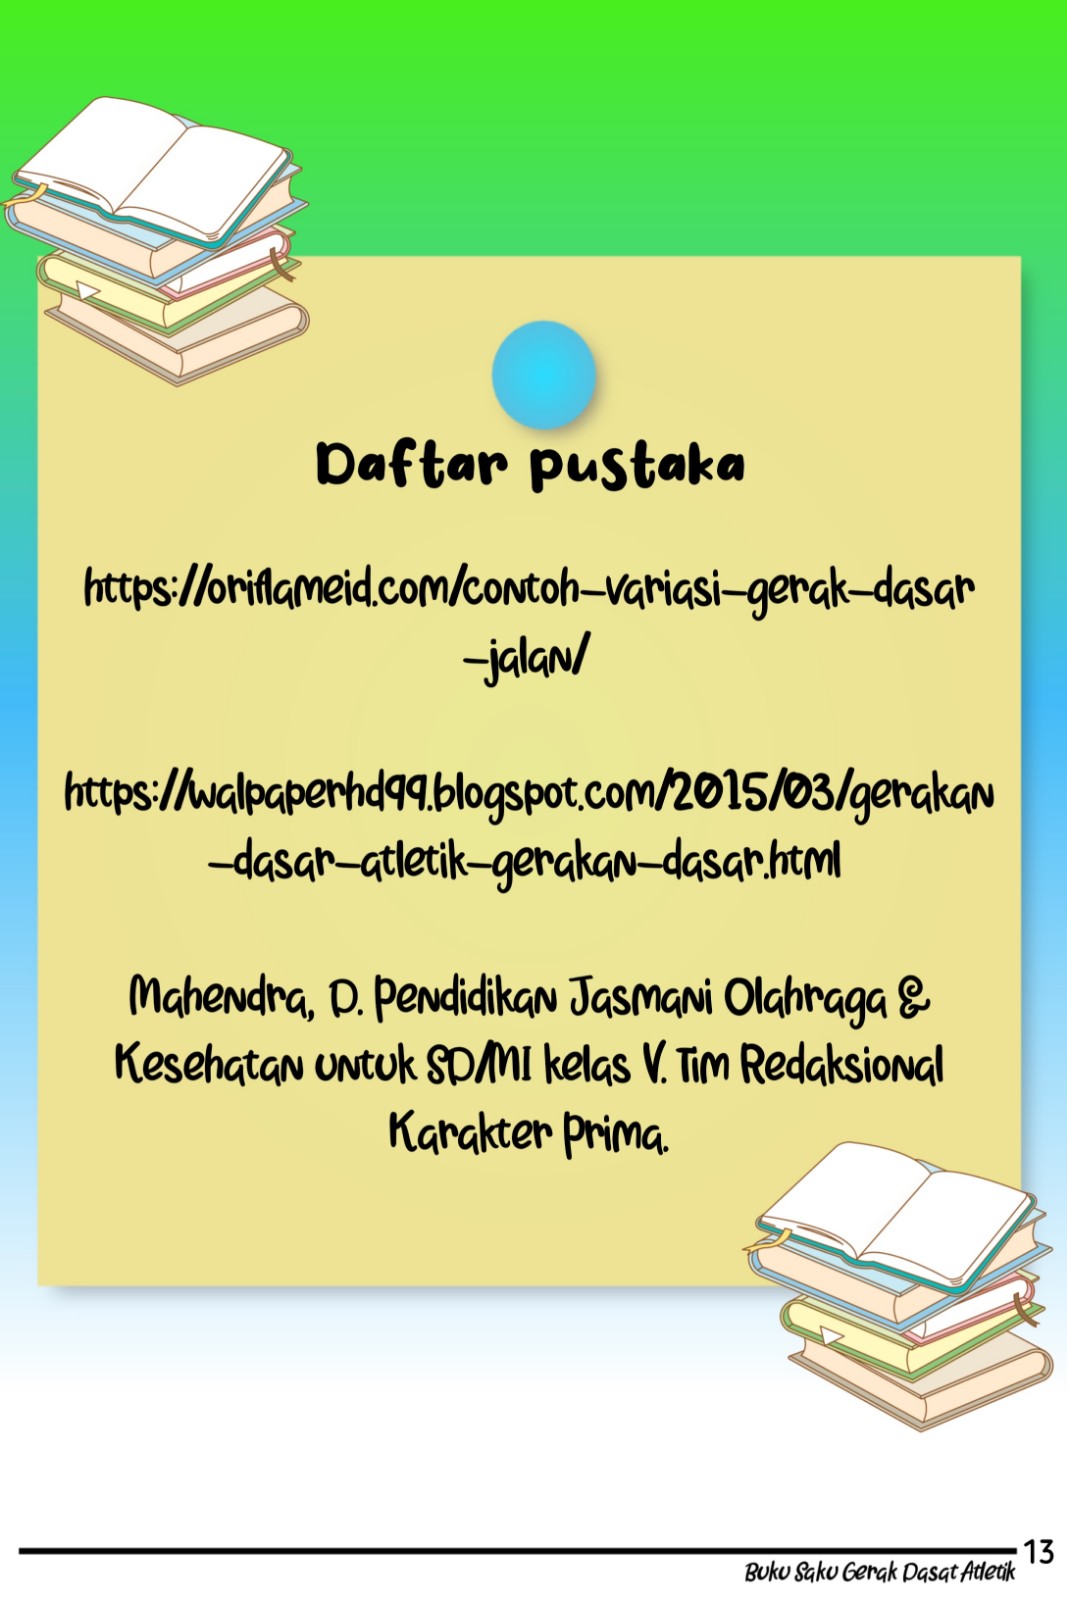 Daftar pustaka
https://oriflameid.com/contoh-variasi-gerak-dasar
-jalan/
https://walpaperhd99.blogspot.com/2015/03/gerakan
-dasar-atletik-gerakan-dasar.html
Mahendra, D. Pendidikan Jasmani Olahraga &
Kesehatan untuk SD/MI kelas V. Tim Redaksional
Karakter Prima.
13
Buku Saku Gerak Dasat Atletik